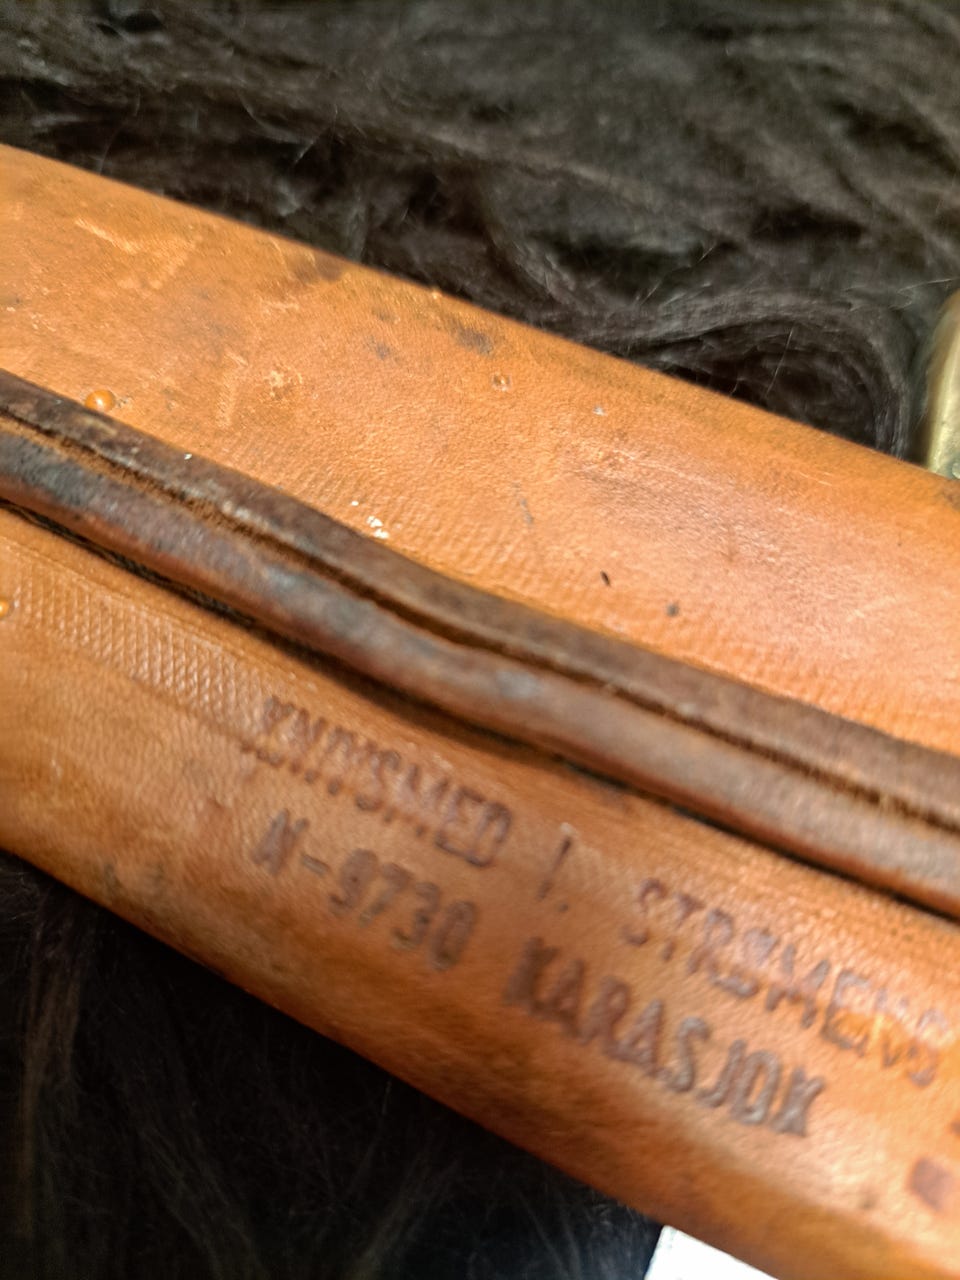 KNIVSMED I. STRØMENG
N-9730 KARASJOK